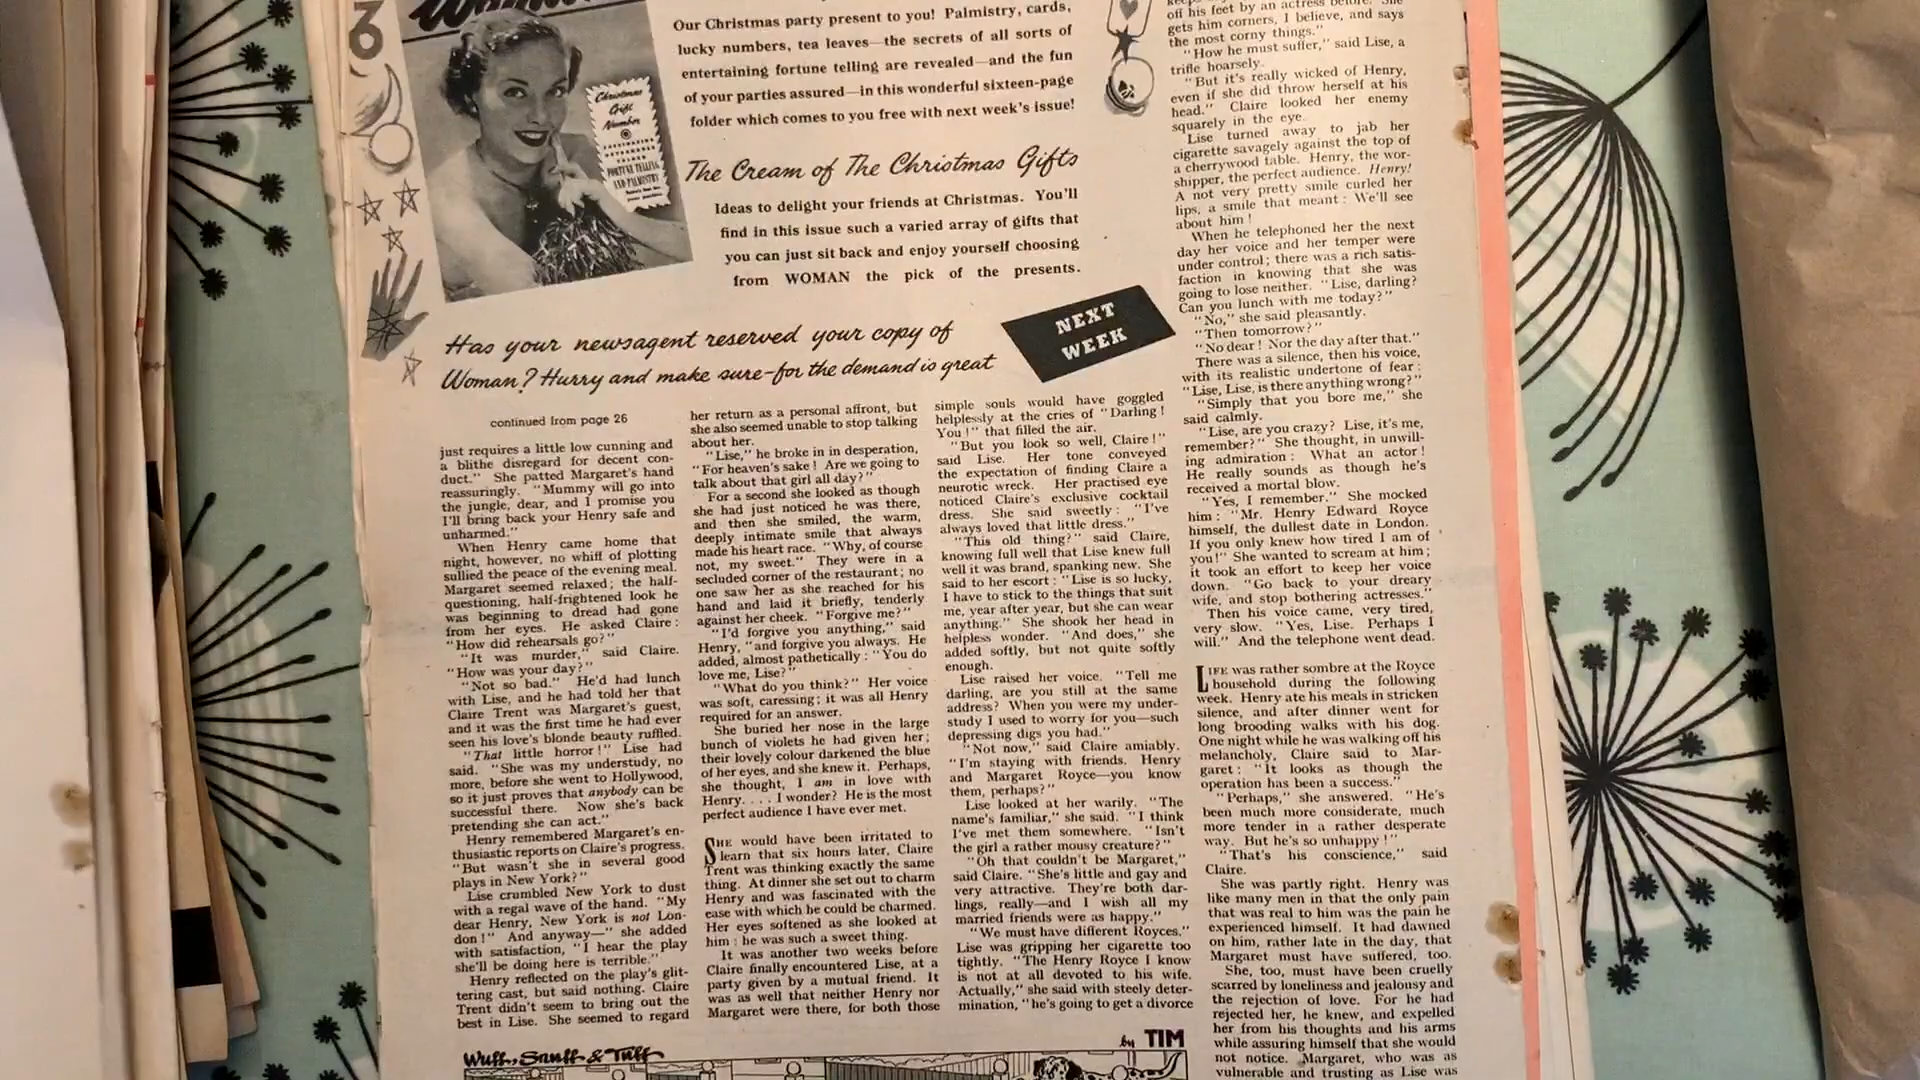 Our Christmas party present to you! Palmistry, cards,
lucky numbers, tea leaves—the secrets of all sorts of
entertaining fortune telling are revealed—and the fun
of your parties assured—in this wonderful sixteen-page
folder which comes to you free with next week's issue!
Christmas
Gift
Number
FORTUNE TELLING
AND PALMISTRY
The Cream of The Christmas Gifts
Ideas to delight your friends at Christmas. You'll
find in this issue such a varied array of gifts that
you can just sit back and enjoy yourself choosing
from WOMAN the pick of the presents.
NEXT
WEEK
Has your newsagent reserved your copy of
Woman? Hurry and make sure-for the demand is great
continued from page 26
just requires a little low cunning and
a blithe disregard for decent con-
duct." She patted Margaret's hand
reassuringly. "Mummy will go into
the jungle, dear, and I promise you
I'll bring back your Henry safe and
unharmed."
When Henry came home that
night, however, no whiff of plotting
sullied the peace of the evening meal.
Margaret seemed relaxed; the half-
questioning, half-frightened look he
was beginning to dread had gone
from her eyes. He asked Claire:
"How did rehearsals go?"
"It was murder," said Claire.
"How was your day?"
"Not so bad." He'd had lunch
with Lise, and he had told her that
Claire Trent was Margaret's guest,
and it was the first time he had ever
seen his love's blonde beauty ruffled.
"That little horror!" Lise had
said. "She was my understudy, no
more, before she went to Hollywood,
so it just proves that anybody can be
successful there. Now she's back
pretending she can act."
Henry remembered Margaret's en-
thusiastic reports on Claire's progress.
"But wasn't she in several good
plays in New York?"
Lise crumbled New York to dust
with a regal wave of the hand. "My
dear Henry, New York is not Lon-
don!" And anyway—" she added
with satisfaction, "I hear the play
she'll be doing here is terrible."
Henry reflected on the play's glit-
tering cast, but said nothing. Claire
Trent didn't seem to bring out the
best in Lise. She seemed to regard
her return as a personal affront, but
she also seemed unable to stop talking
about her.
"Lise," he broke in in desperation,
"For heaven's sake! Are we going to
talk about that girl all day?"
For a second she looked as though
she had just noticed he was there,
and then she smiled, the warm,
deeply intimate smile that always
made his heart race. "Why, of course
not, my sweet." They were in a
secluded corner of the restaurant; no
one saw her as she reached for his
hand and laid it briefly, tenderly
against her cheek. "Forgive me?"
"I'd forgive you anything," said
Henry, "and forgive you always. He
added, almost pathetically: "You do
love me, Lise?"
"What do you think?" Her voice
was soft, caressing; it was all Henry
required for an answer.
She buried her nose in the large
bunch of violets he had given her;
their lovely colour darkened the blue
of her eyes, and she knew it. Perhaps,
she thought, I am in love with
Henry. . . . I wonder? He is the most
perfect audience I have ever met.
SHE would have been irritated to
learn that six hours later, Claire
Trent was thinking exactly the same
thing. At dinner she set out to charm
Henry and was fascinated with the
ease with which he could be charmed.
Her eyes softened as she looked at
him: he was such a sweet thing.
It was another two weeks before
Claire finally encountered Lise, at a
party given by a mutual friend. It
was as well that neither Henry nor
Margaret were there, for both those
simple souls would have goggled
helplessly at the cries of "Darling!
You!" that filled the air.
"But you look so well, Claire!"
said Lise. Her tone conveyed
the expectation of finding Claire a
neurotic wreck. Her practised eye
noticed Claire's exclusive cocktail
dress. She said sweetly: "I've
always loved that little dress."
"This old thing?" said Claire,
knowing full well that Lise knew full
well it was brand, spanking new. She
said to her escort: "Lise is so lucky,
I have to stick to the things that suit
me, year after year, but she can wear
anything." She shook her head in
helpless wonder. "And does," she
added softly, but not quite softly
enough.
Lise raised her voice. "Tell me
darling, are you still at the same
address? When you were my under-
study I used to worry for you—such
depressing digs you had."
"Not now," said Claire amiably.
"I'm staying with friends. Henry
and Margaret Royce—you know
them, perhaps?"
Lise looked at her warily. "The
name's familiar," she said. "I think
I've met them somewhere. "Isn't
the girl a rather mousy creature?"
"Oh that couldn't be Margaret,"
said Claire. "She's little and gay and
very attractive. They're both dar-
lings, really—and I wish all my
married friends were as happy."
"We must have different Royces."
Lise was gripping her cigarette too
tightly. "The Henry Royce I know
is not at all devoted to his wife.
Actually," she said with steely deter-
mination, "he's going to get a divorce
off his feet by an actress before. She
gets him corners, I believe, and says
the most corny things."
"How he must suffer," said Lise, a
trifle hoarsely.
"But it's really wicked of Henry,
even if she did throw herself at his
head." Claire looked her enemy
squarely in the eye.
Lise turned away to jab her
cigarette savagely against the top of
a cherrywood table. Henry, the wor-
shipper, the perfect audience. Henry!
A not very pretty smile curled her
lips, a smile that meant: We'll see
about him!
When he telephoned her the next
day her voice and her temper were
under control; there was a rich satis-
faction in knowing that she was
going to lose neither. "Lise, darling?
Can you lunch with me today?"
"No," she said pleasantly.
"Then tomorrow?"
"No dear! Nor the day after that."
There was a silence, then his voice,
with its realistic undertone of fear:
"Lise, Lise, is there anything wrong?"
"Simply that you bore me," she
said calmly.
"Lise, are you crazy? Lise, it's me,
remember?" She thought, in unwill-
ing admiration: What an actor!
He really sounds as though he's
received a mortal blow.
"Yes, I remember." She mocked
him: "Mr. Henry Edward Royce
himself, the dullest date in London.
If you only knew how tired I am of
you!" She wanted to scream at him;
it took an effort to keep her voice
down. "Go back to your dreary
wife, and stop bothering actresses."
Then his voice came, very tired,
very slow. "Yes, Lise. Perhaps I
will." And the telephone went dead.
LIFE was rather sombre at the Royce
household during the following
week. Henry ate his meals in stricken
silence, and after dinner went for
long brooding walks with his dog.
One night while he was walking off his
melancholy, Claire said to Mar-
garet: "It looks as though the
operation has been a success."
"Perhaps," she answered. "He's
been much more considerate, much
more tender in a rather desperate
way. But he's so unhappy!"
"That's his conscience," said
Claire.
She was partly right. Henry was
like many men in that the only pain
that was real to him was the pain he
experienced himself. It had dawned
on him, rather late in the day, that
Margaret must have suffered, too.
She, too, must have been cruelly
scarred by loneliness and jealousy and
the rejection of love. For he had
rejected her, he knew, and expelled
her from his thoughts and his arms
while assuring himself that she would
not notice. Margaret, who was as
vulnerable and trusting as Lise was
Wuff, Snuff & Tuff
by TIM